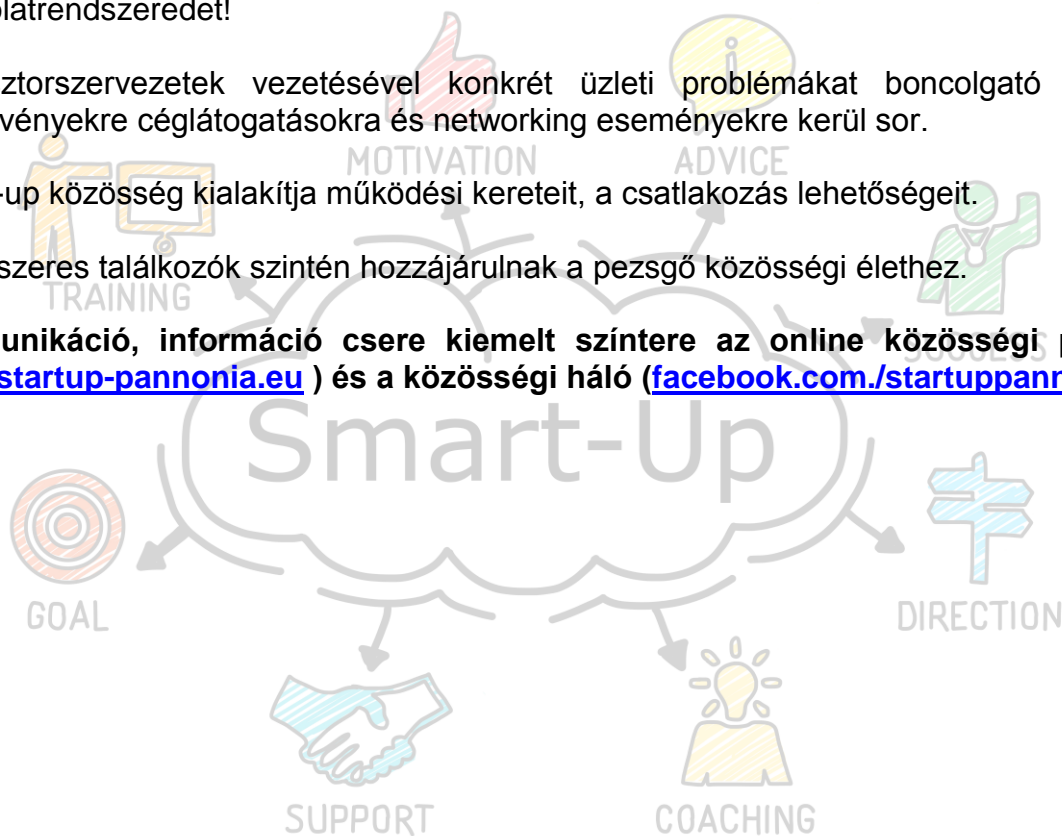 olatrendszeredet!
ztorszervezetek vezetésével konkrét üzleti problémákat boncolgató
vényekre céglátogatásokra és networking eseményekre kerül sor.
MOTIVATION ADVICE
-up közösség kialakítja működési kereteit, a csatlakozás lehetőségeit.
szeres találkozók szintén hozzájárulnak a pezsgő közösségi élethez.
TRAINING
unikáció, információ csere kiemelt színtere az online közösségi p
SUCCESS
startup-pannonia.eu ) és a közösségi háló (facebook.com./startuppann
Smart-Up
GOAL DIRECTION
SUPPORT COACHING